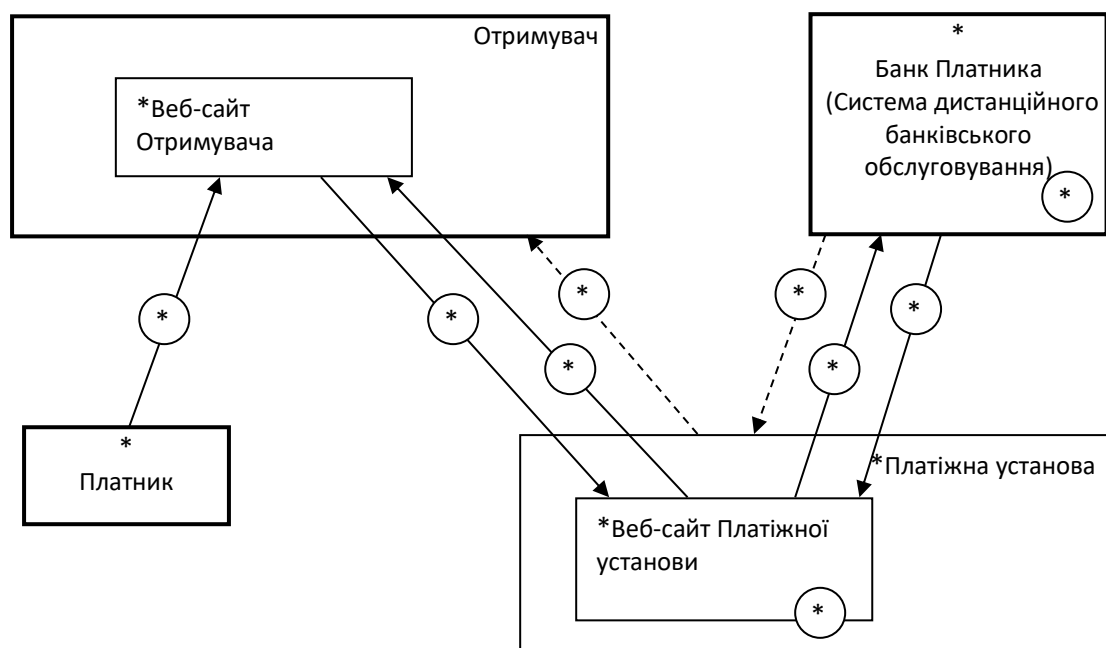 Отримувач
*Веб-сайт
Отримувача
*
Банк Платника
(Система дистанційного
банківського
обслуговування)
*
*
*
*
*
*
*
*
*
Платник
*Платіжна установа
*Веб-сайт Платіжної
установи
*